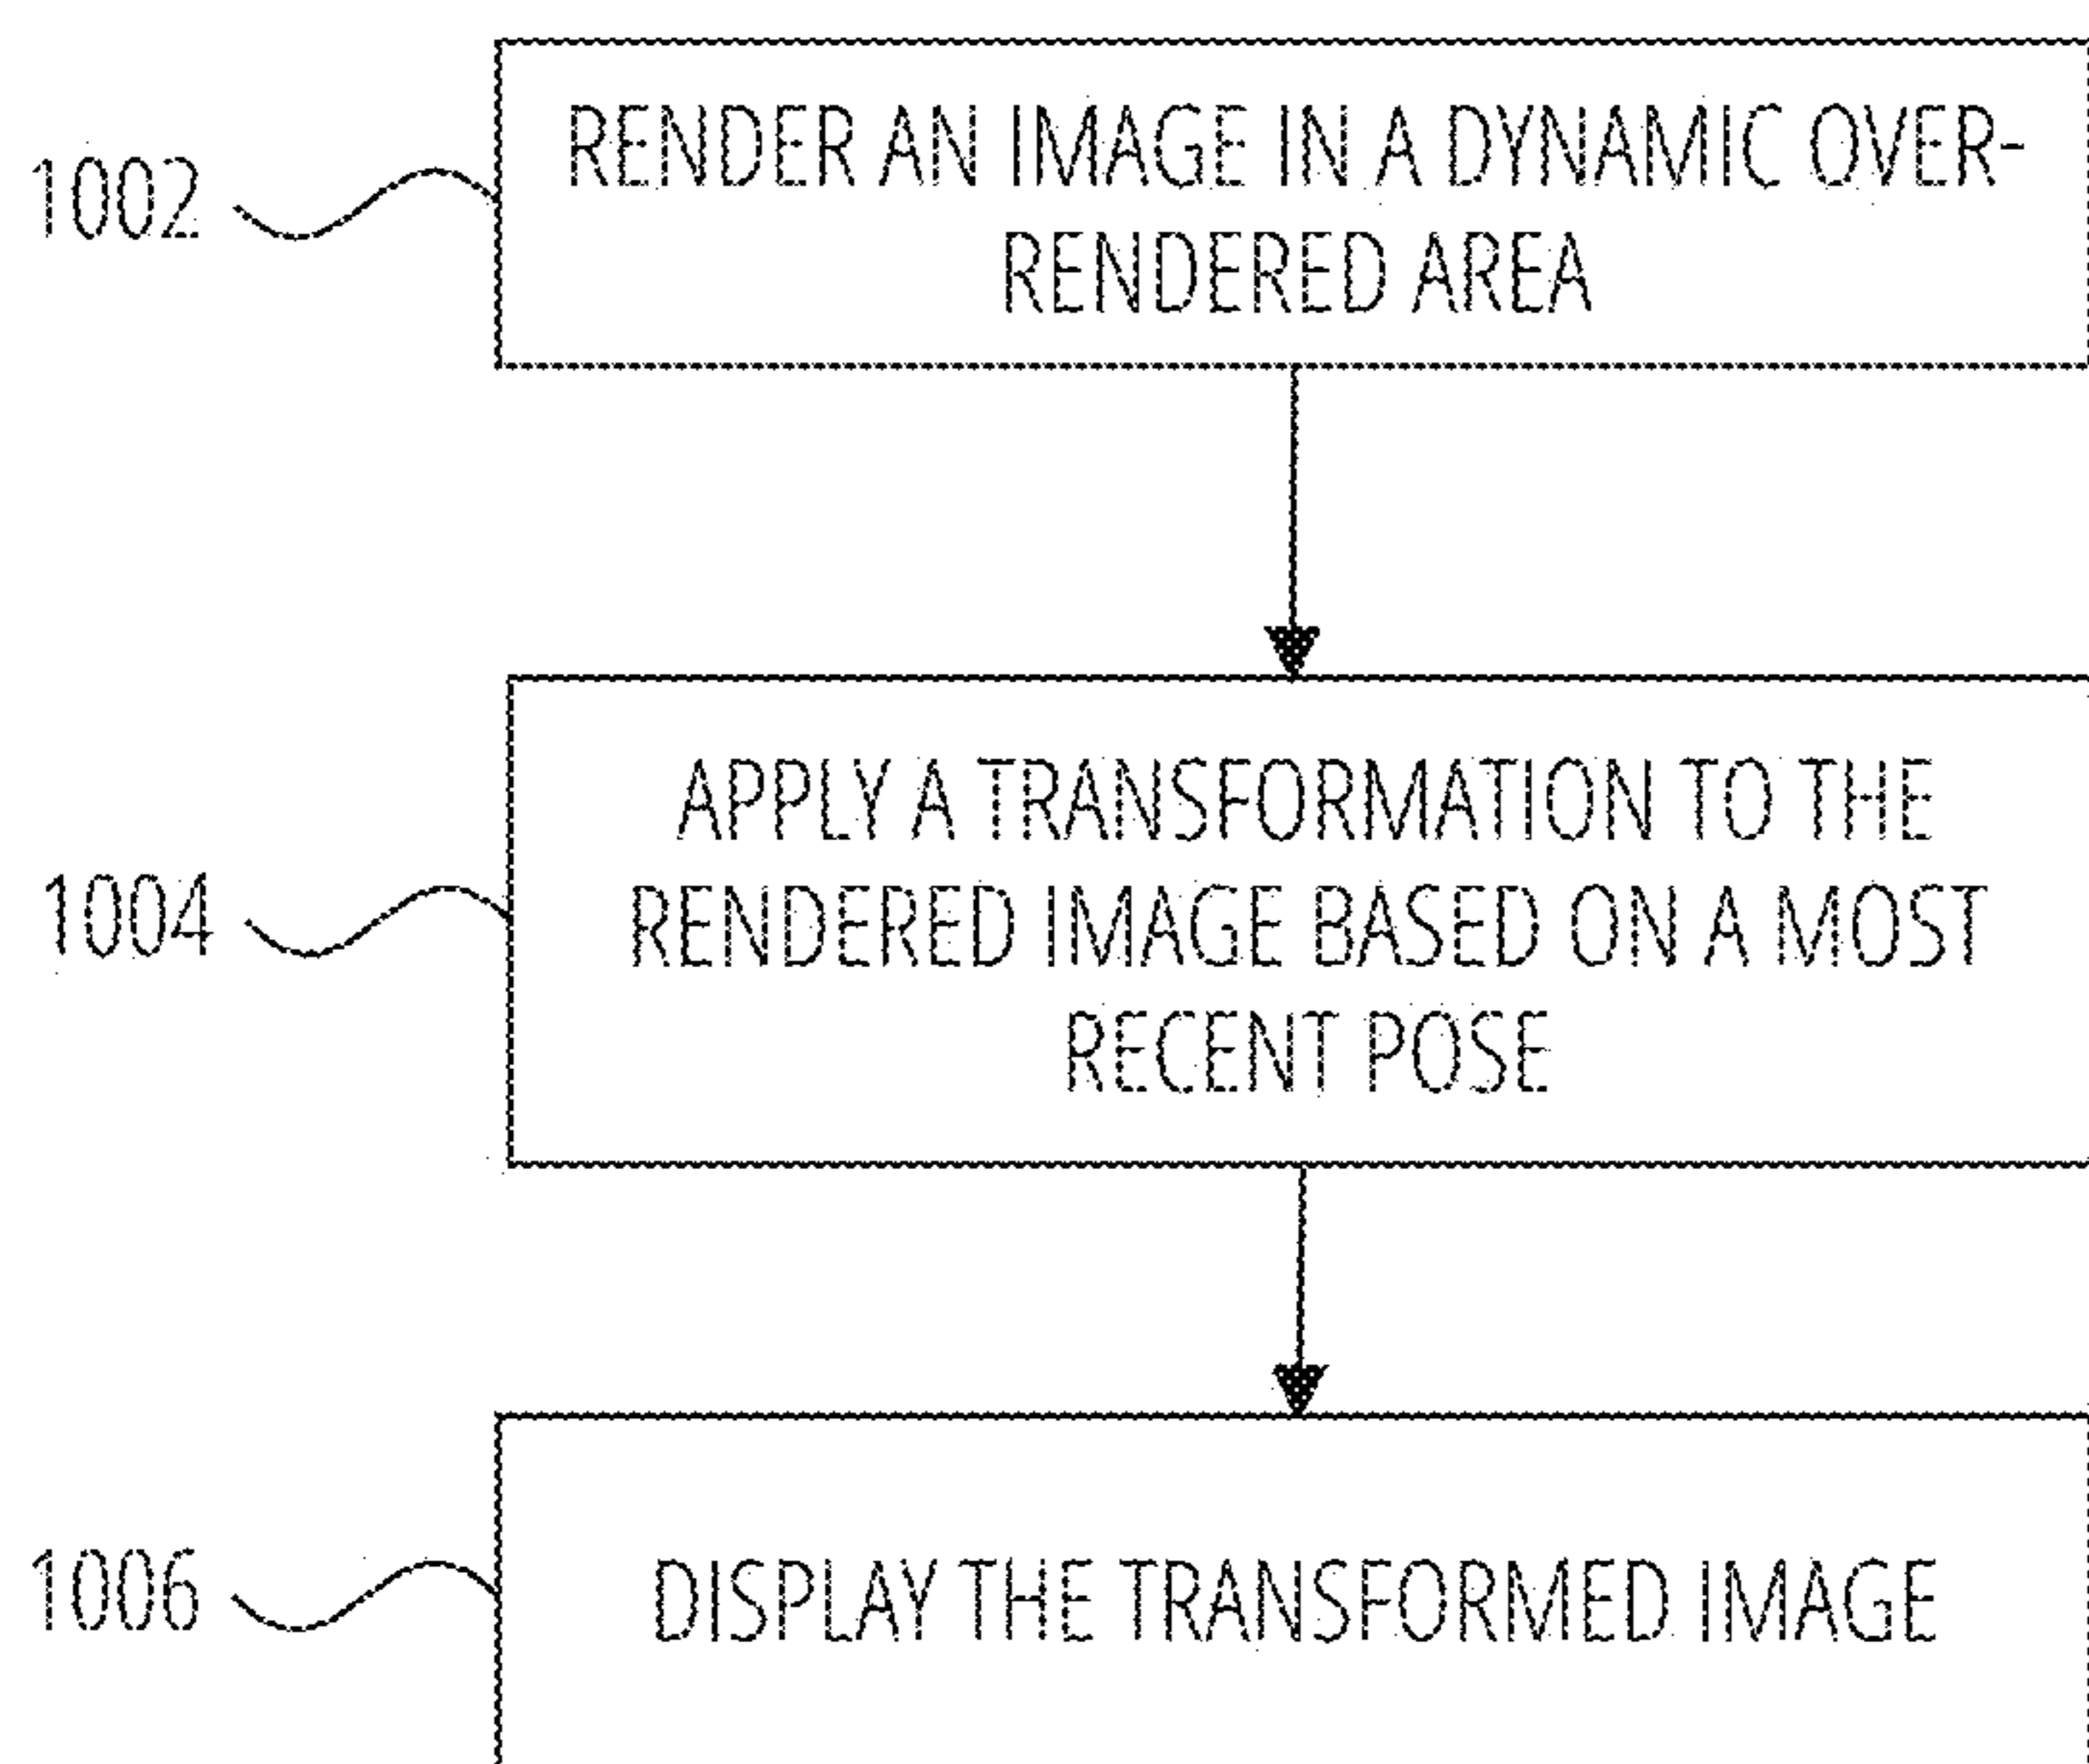 1002
RENDER AN IMAGE IN A DYNAMIC OVER-
RENDERED AREA
1004
APPLY A TRANSFORMATION TO THE
RENDERED IMAGE BASED ON A MOST
RECENT POSE
1006
DISPLAY THE TRANSFORMED IMAGE